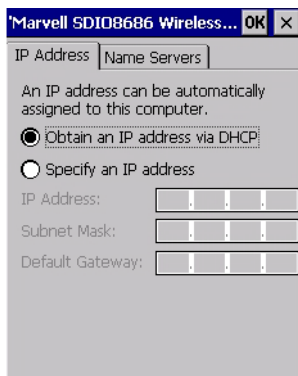 'Marvell SDIO8686 Wireless... OK ×
IP Address Name Servers
An IP address can be automatically
assigned to this computer.
Obtain an IP address via DHCP
Specify an IP address
IP Address:
Subnet Mask:
Default Gateway: